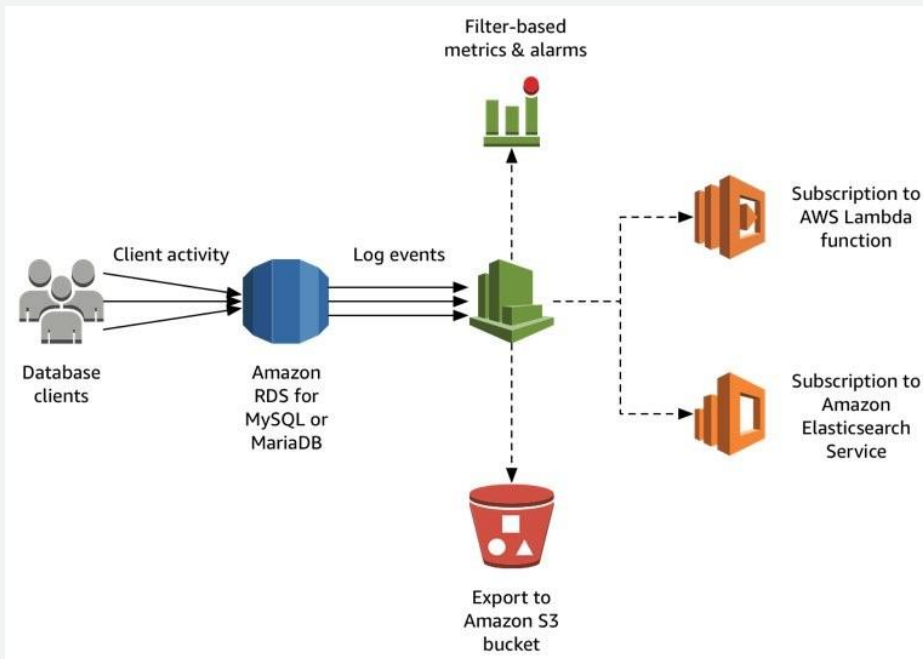 Filter-based
metrics & alarms
Subscription to
AWS Lambda
function
Client activity
Log events
Database
clients
Amazon
RDS for
MySQL or
MariaDB
Subscription to
Amazon
Elasticsearch
Service
Export to
Amazon S3
bucket